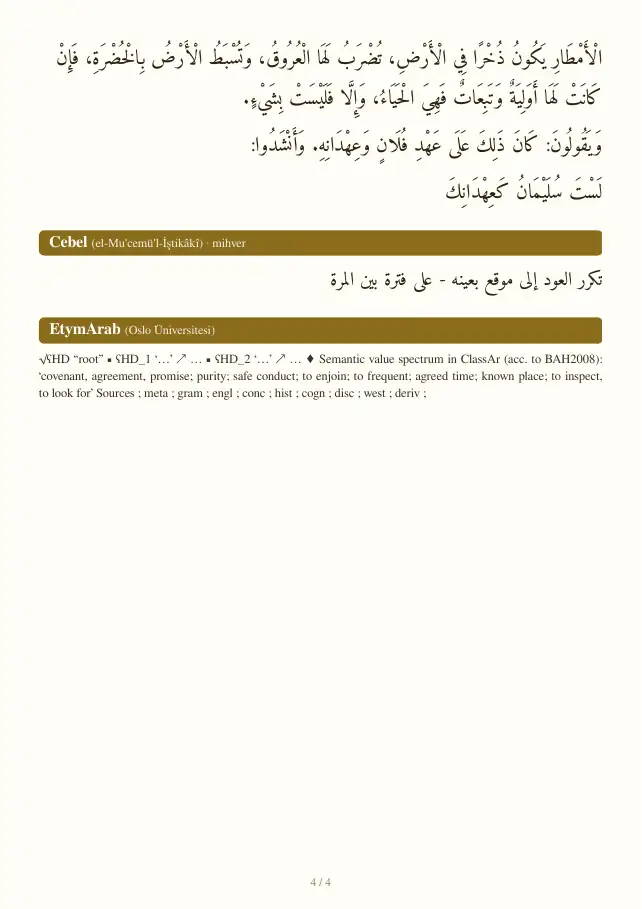 الْأَمْطَارِ يَكُونُ ذُخْرًا فِي الْأَرْضِ، تُضْرَبُ لَهَا الْعُرُوقُ، وَتُسْبَطُ الْأَرْضُ بِالْخُضْرَةِ، فَإِنْ
كَانَتْ لَهَا أَوَلِيَةٌ وَتَبِعَاتٌ فَهِيَ الْحَيَاءُ، وَإِلَّا فَلَيْسَتْ بِشَيْءٍ.
وَيَقُولُونَ: كَانَ ذَلِكَ عَلَى عَهْدِ فُلَانٍ وَعِهْدَانِهِ. وَأَنْشَدُوا:
لَسْتَ سُلَيْمَانُ كَعِهْدَانِكَ
Cebel (el-Mu'cemü'l-İştikâkî) · mihver
تكرر العود إلى موقع بعينه - على فترة بين المرة
EtymArab (Oslo Üniversitesi)
√ʕHD “root” ▪ ʕHD_1 ‘…’ ↗ … ▪ ʕHD_2 ‘…’ ↗ … ♦ Semantic value spectrum in ClassAr (acc. to BAH2008):
‘covenant, agreement, promise; purity; safe conduct; to enjoin; to frequent; agreed time; known place; to inspect,
to look for’ Sources ; meta ; gram ; engl ; conc ; hist ; cogn ; disc ; west ; deriv ;
4 / 4